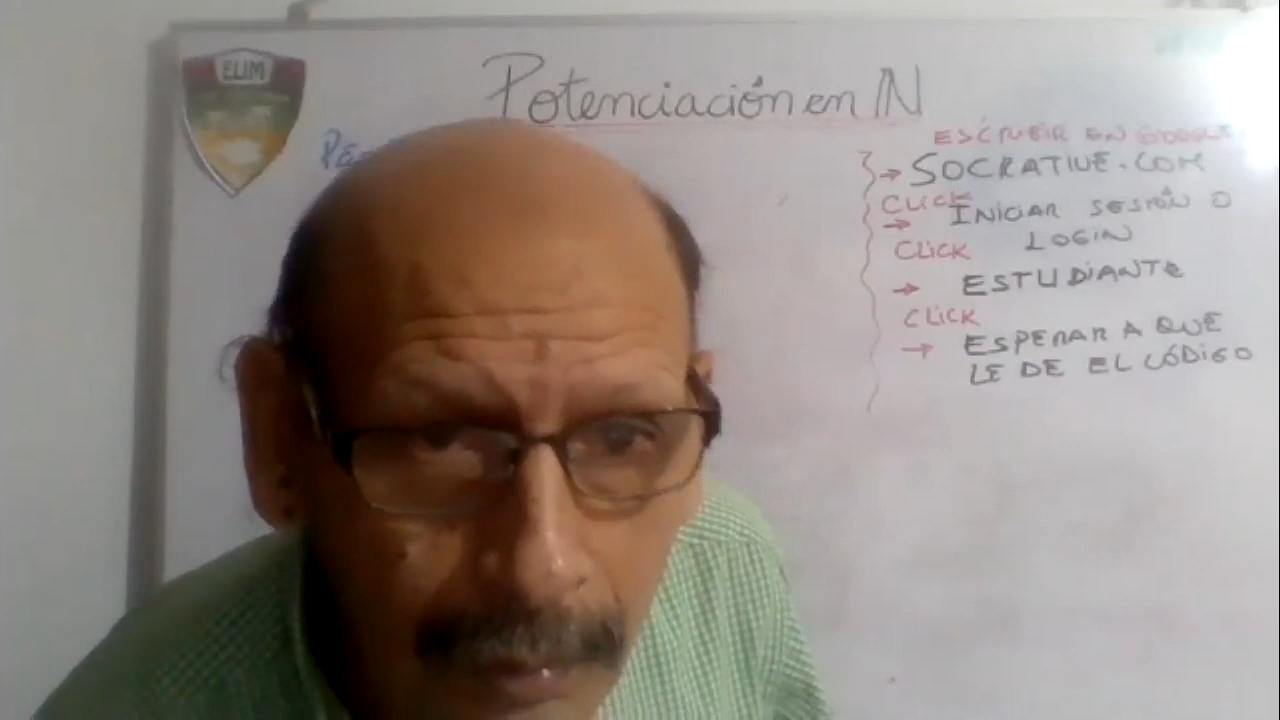 ELIM
Potenciación en IN
ESCRIBIR EN GOOGLE
→ SOCRATIVE.COM
CLICK
→ INICIAR SESIÓN O
LOGIN
CLICK
→ ESTUDIANTE
CLICK
→ ESPERAR A QUE
LE DE EL CÓDIGO